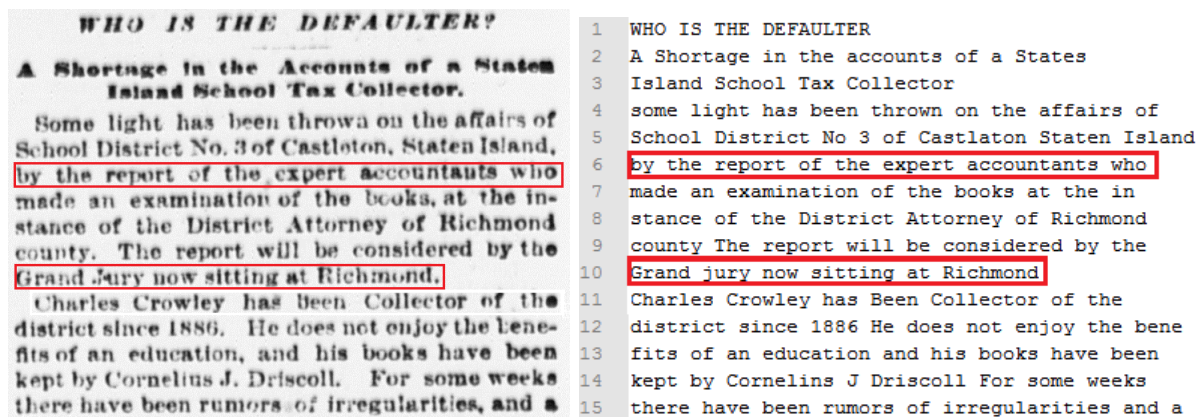 WHO IS THE DEFAULTER?
A Shortage in the Accounts of a Staten
Island School Tax Collector.
Some light has been thrown on the affairs of
School District No. 3 of Castleton, Staten Island,
by the report of the expert accountants who
made an examination of the books, at the in-
stance of the District Attorney of Richmond
county. The report will be considered by the
Grand Jury now sitting at Richmond.
Charles Crowley has been Collector of the
district since 1886. He does not enjoy the bene-
fits of an education, and his books have been
kept by Cornelius J. Driscoll. For some weeks
there have been rumors of irregularities, and a
1 WHO IS THE DEFAULTER
2 A Shortage in the accounts of a States
3 Island School Tax Collector
4 some light has been thrown on the affairs of
5 School District No 3 of Castlaton Staten Island
6 by the report of the expert accountants who
7 made an examination of the books at the in
8 stance of the District Attorney of Richmond
9 county The report will be considered by the
10 Grand jury now sitting at Richmond
11 Charles Crowley has Been Collector of the
12 district since 1886 He does not enjoy the bene
13 fits of an education and his books have been
14 kept by Cornelins J Driscoll For some weeks
15 there have been rumors of irregularities and a